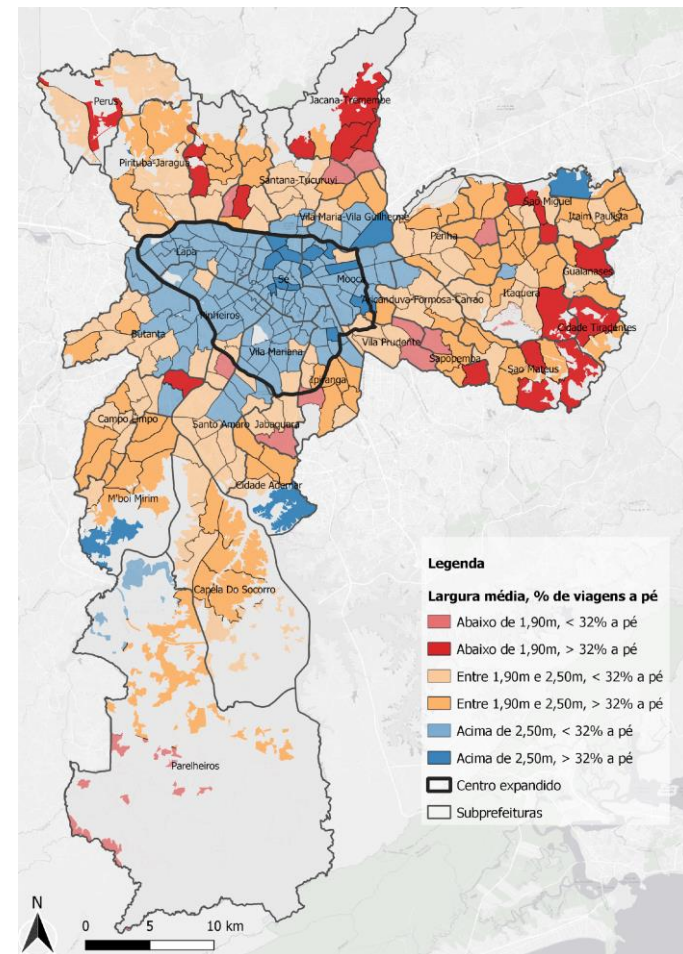 Perus
Jacana-Tremembe
Pirituba-Jaragua
Santana-Tucuruvi
Sao Miguel
Vila Maria-Vila Guilherme
Itaim Paulista
Penha
Lapa
Guaianases
Se
Mooca
Itaquera
Aricanduva-Formosa-Carrao
Pinheiros
Cidade Tiradentes
Butanta
Vila Prudente
Vila Mariana
Sapopemba
Sao Mateus
Ipiranga
Campo Limpo
Santo Amaro
Jabaquara
Cidade Ademar
M'boi Mirim
Capela Do Socorro
Parelheiros
Legenda
Largura média, % de viagens a pé
Abaixo de 1,90m, < 32% a pé
Abaixo de 1,90m, > 32% a pé
Entre 1,90m e 2,50m, < 32% a pé
Entre 1,90m e 2,50m, > 32% a pé
Acima de 2,50m, < 32% a pé
Acima de 2,50m, > 32% a pé
Centro expandido
Subprefeituras
N
0 5 10 km